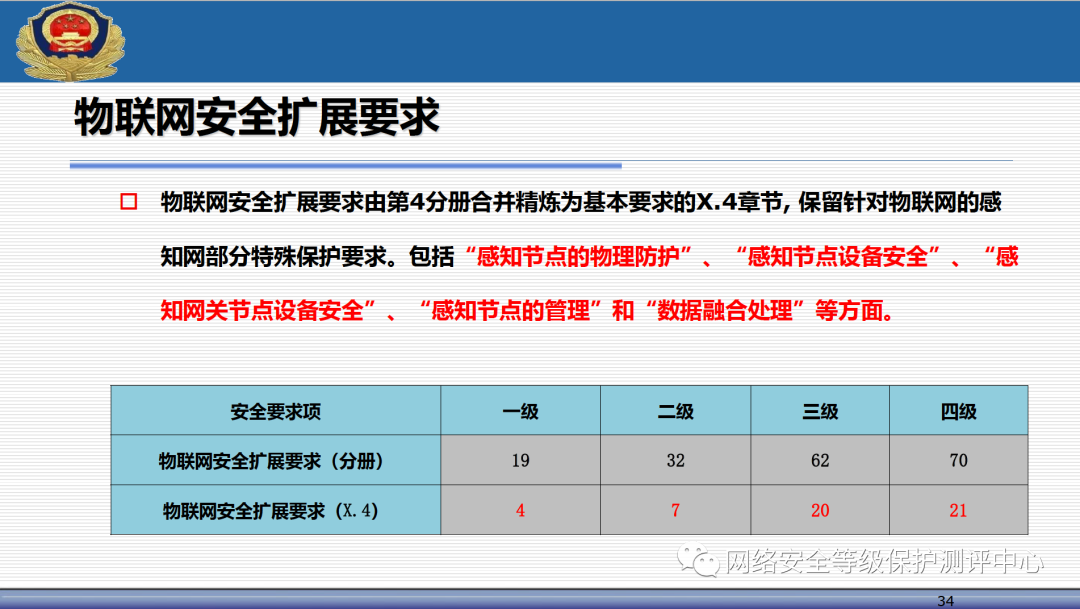 物联网安全扩展要求
物联网安全扩展要求由第4分册合并精炼为基本要求的X.4章节, 保留针对物联网的感
知网部分特殊保护要求。包括“感知节点的物理防护”、“感知节点设备安全”、“感
知网关节点设备安全”、“感知节点的管理”和“数据融合处理”等方面。
安全要求项 一级 二级 三级 四级
物联网安全扩展要求（分册） 19 32 62 70
物联网安全扩展要求（X.4） 4 7 20 21
网络安全等级保护测评中心
34